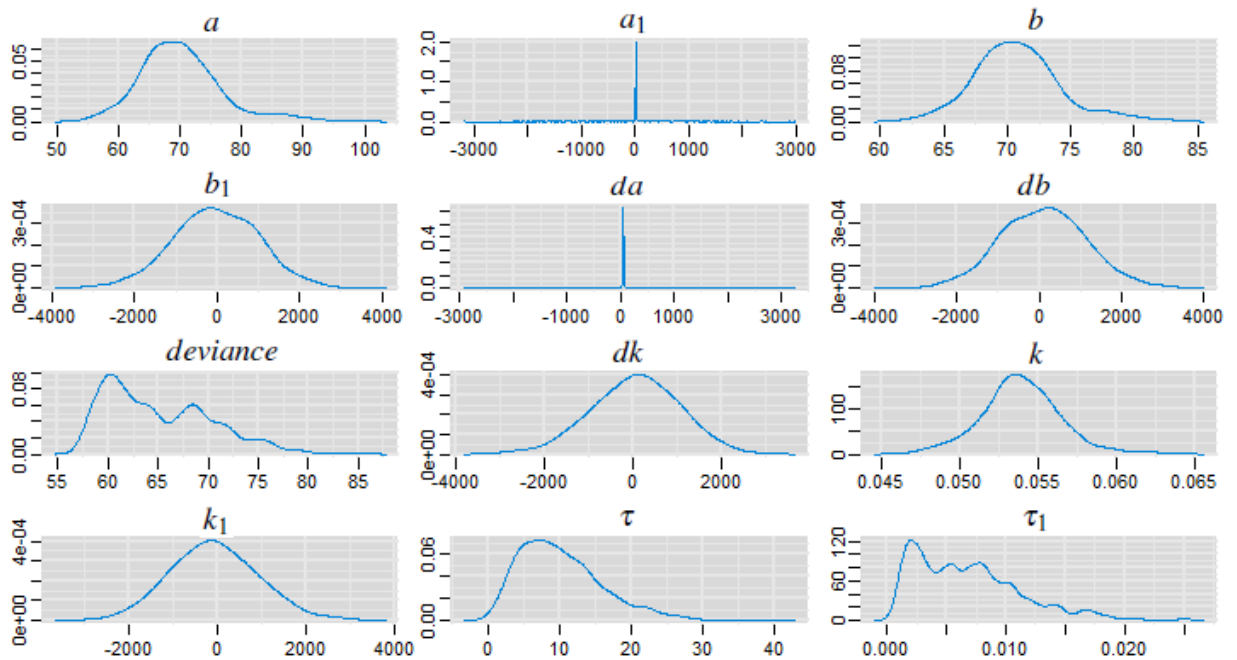 a
0.00 0.05
50 60 70 80 90 100
a₁
0.0 1.0 2.0
-3000 -1000 0 1000 3000
b
0.00 0.08
60 65 70 75 80 85
b₁
0e+00 3e-04
-4000 -2000 0 2000 4000
da
0.0 0.4
-3000 -1000 0 1000 3000
db
0e+00 3e-04
-4000 -2000 0 2000 4000
deviance
0.00 0.08
55 60 65 70 75 80 85
dk
0e+00 4e-04
-4000 -2000 0 2000
k
0 100
0.045 0.050 0.055 0.060 0.065
k₁
0e+00 4e-04
-2000 0 2000 4000
τ
0.00 0.06
0 10 20 30 40
τ₁
0 60 120
0.000 0.010 0.020